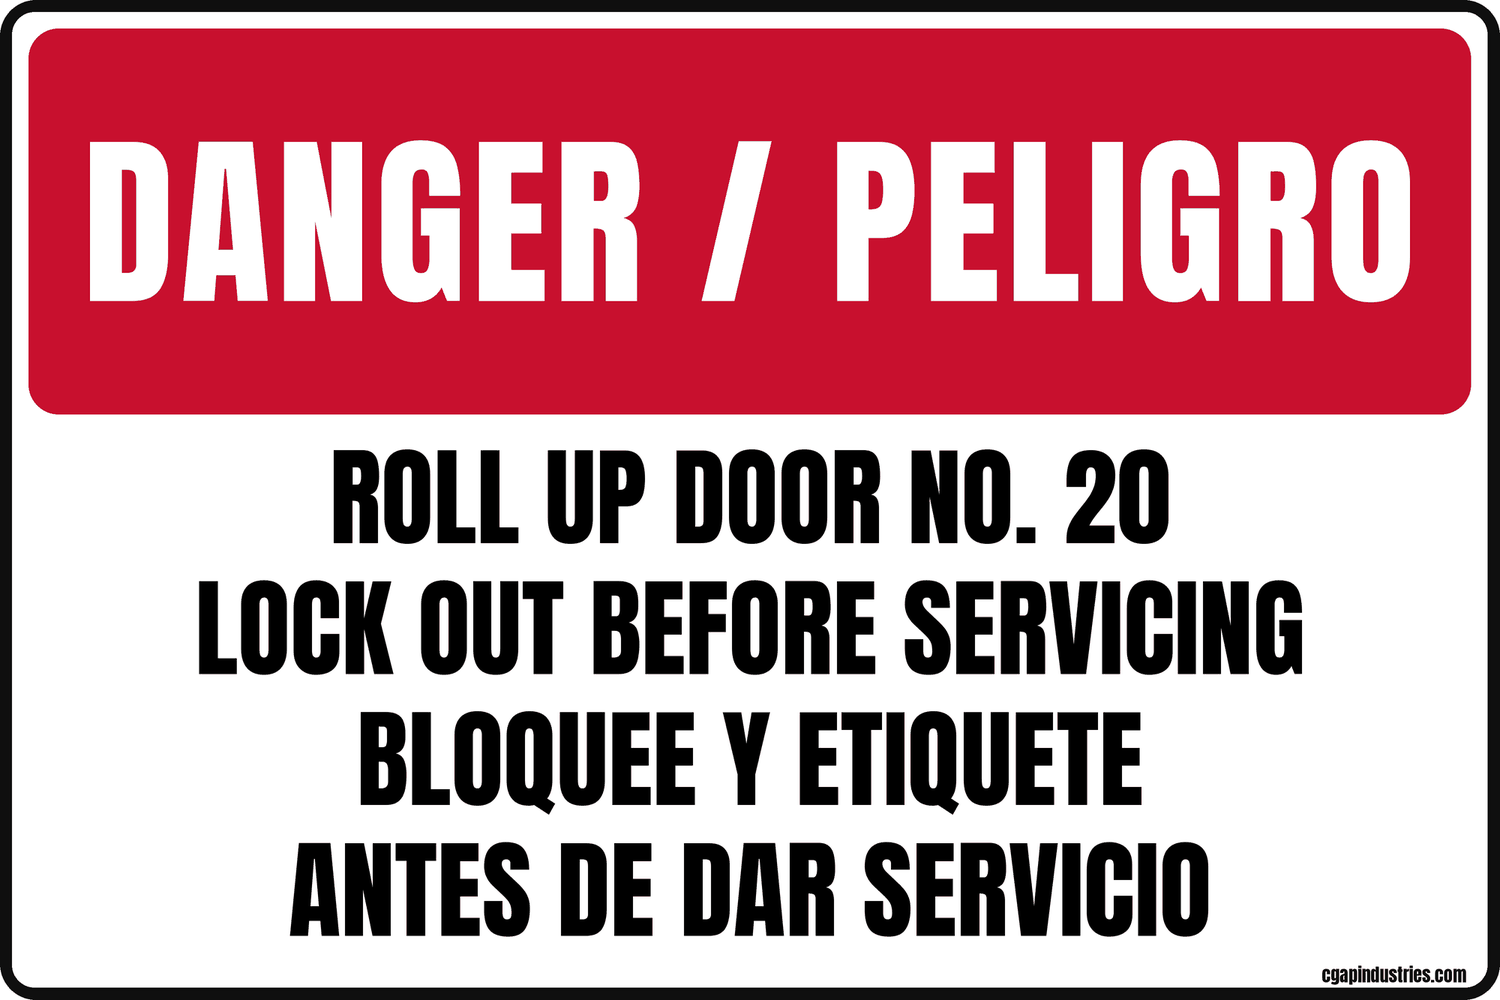 DANGER / PELIGRO
ROLL UP DOOR NO. 20
LOCK OUT BEFORE SERVICING
BLOQUEE Y ETIQUETE
ANTES DE DAR SERVICIO
cgapindustries.com